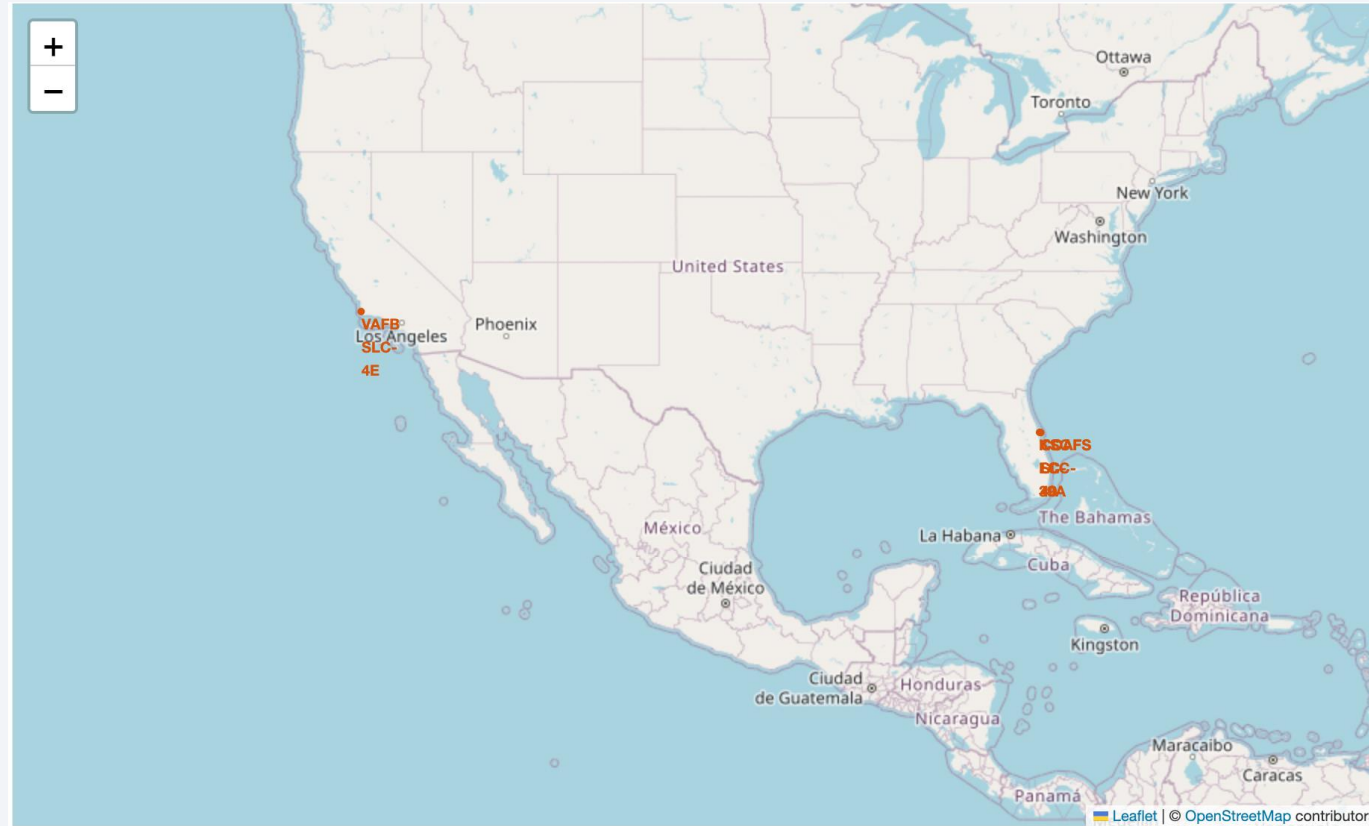 +
−
Ottawa
Toronto
New York
Washington
United States
VAFB
Los Angeles
SLC-
4E
Phoenix
México
Ciudad
de México
The Bahamas
La Habana
Cuba
República
Dominicana
Kingston
Ciudad
de Guatemala
Honduras
Nicaragua
Maracaibo
Caracas
Panamá
Leaflet | © OpenStreetMap contributor